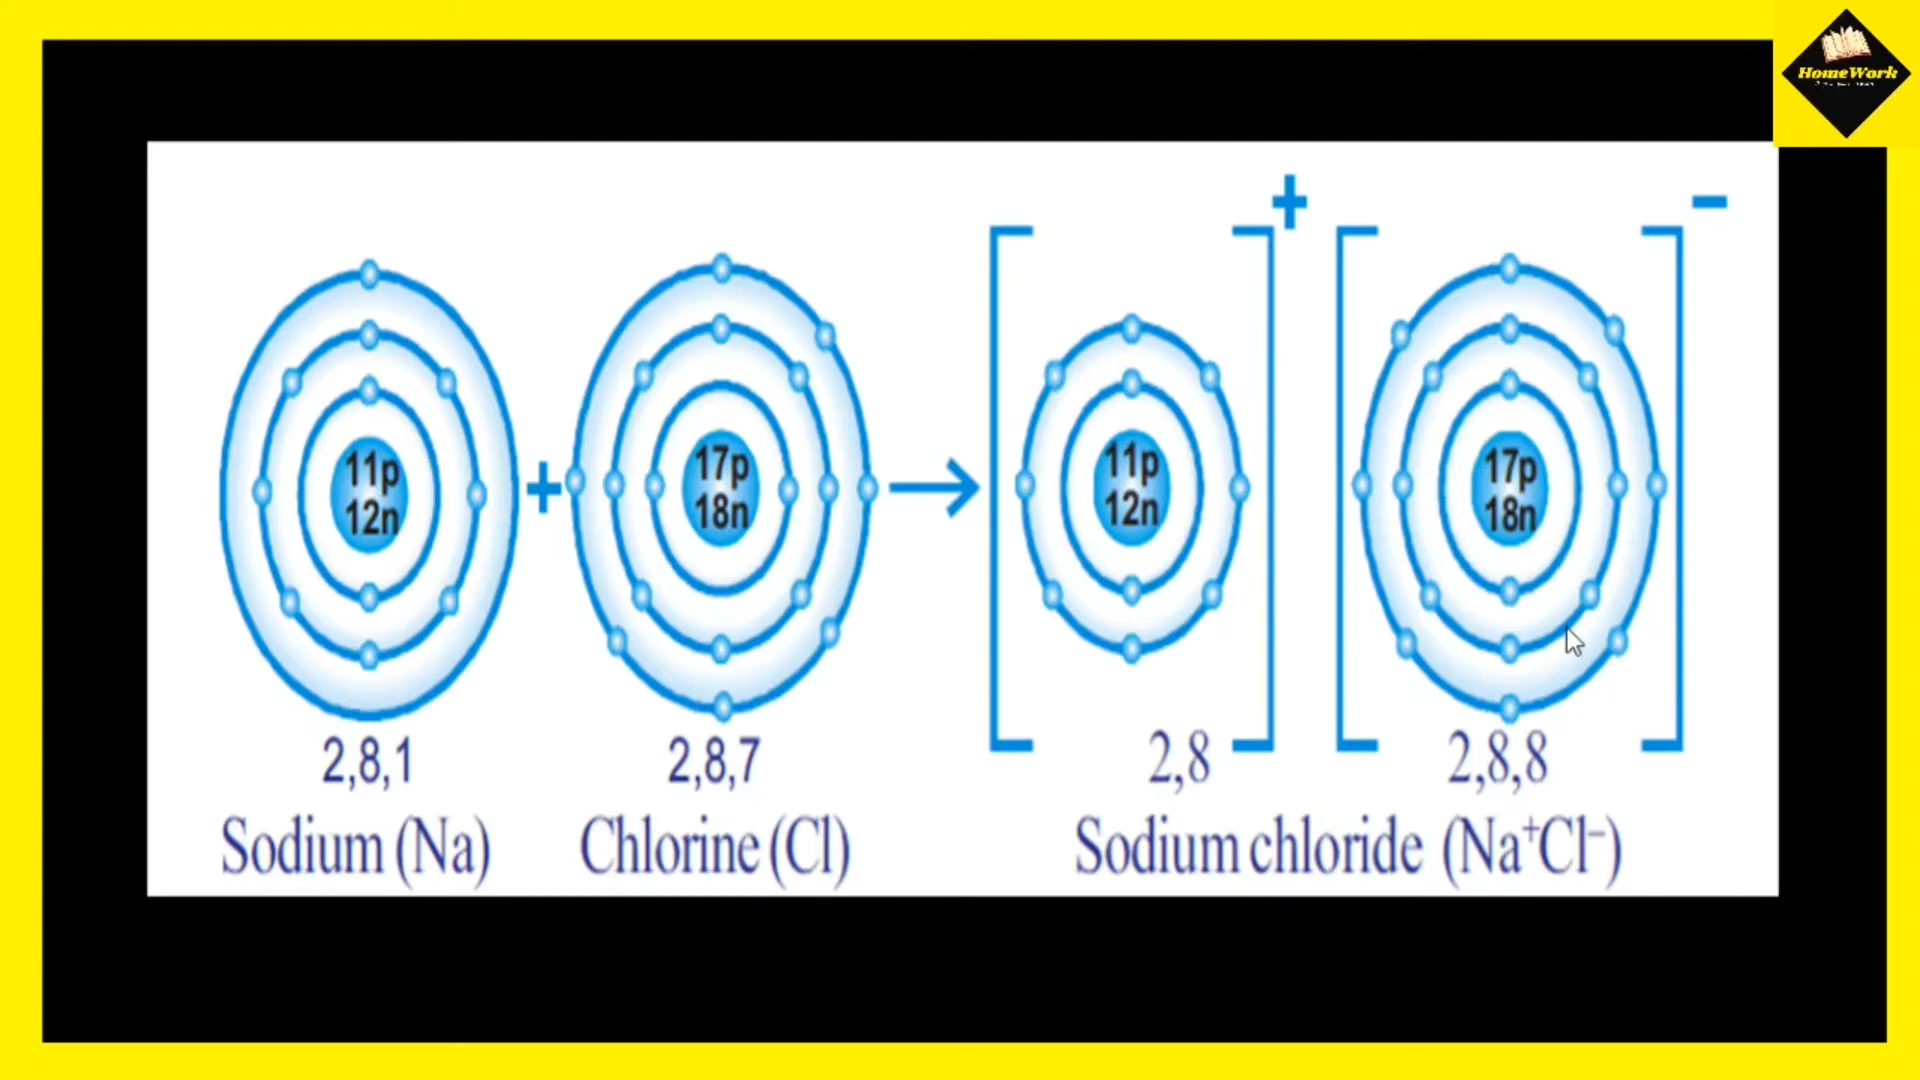 HomeWork
+
−
11p
12n
+
17p
18n
→
11p
12n
17p
18n
2,8,1
2,8,7
2,8
2,8,8
Sodium (Na)
Chlorine (Cl)
Sodium chloride (Na⁺Cl⁻)